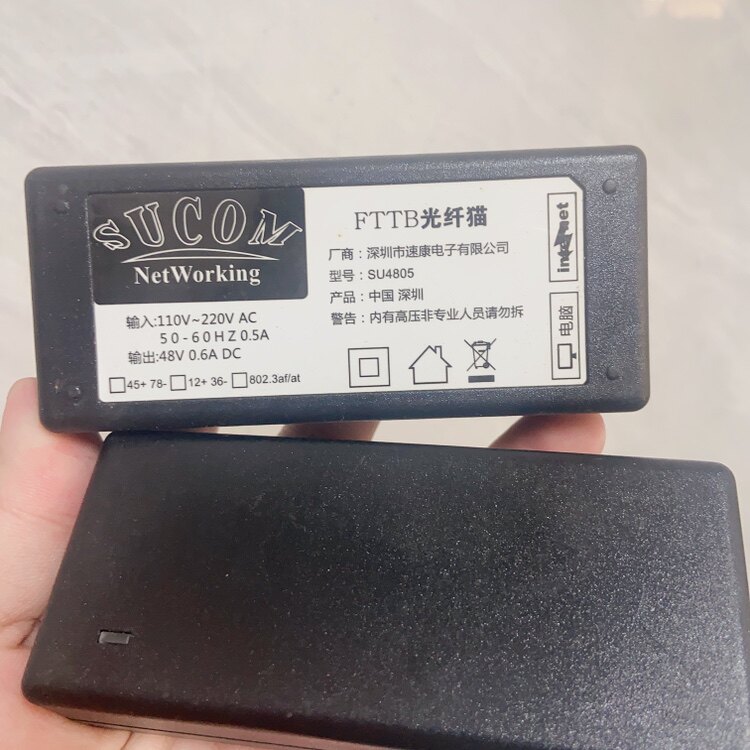 SUCOM
NetWorking
输入:110V~220V AC
50-60HZ 0.5A
输出:48V 0.6A DC
45+ 78- 12+ 36- 802.3af/at
FTTB光纤猫
厂商：深圳市速康电子有限公司
型号：SU4805
产品：中国 深圳
警告：内有高压非专业人员请勿拆
电脑